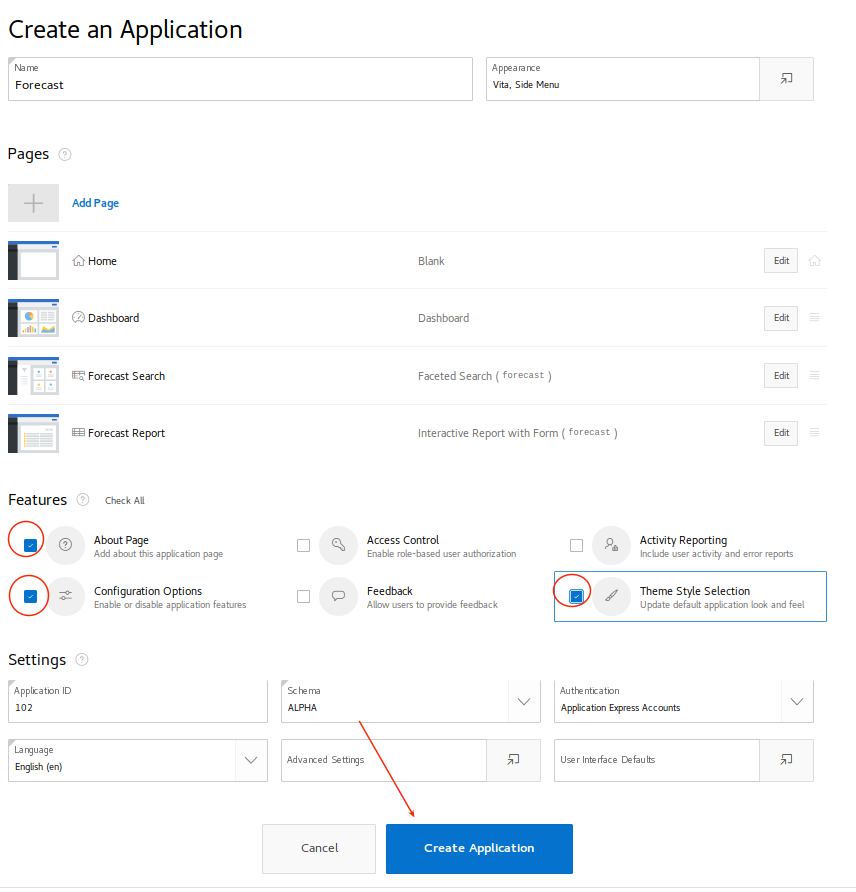 Create an Application
Name
Forecast
Appearance
Vita, Side Menu
Pages ?
Add Page
Home
Blank
Edit
Dashboard
Dashboard
Edit
Forecast Search
Faceted Search ( forecast )
Edit
Forecast Report
Interactive Report with Form ( forecast )
Edit
Features ? Check All
About Page
Add about this application page
Access Control
Enable role-based user authorization
Activity Reporting
Include user activity and error reports
Configuration Options
Enable or disable application features
Feedback
Allow users to provide feedback
Theme Style Selection
Update default application look and feel
Settings ?
Application ID
102
Schema
ALPHA
Authentication
Application Express Accounts
Language
English (en)
Advanced Settings
User Interface Defaults
Cancel
Create Application